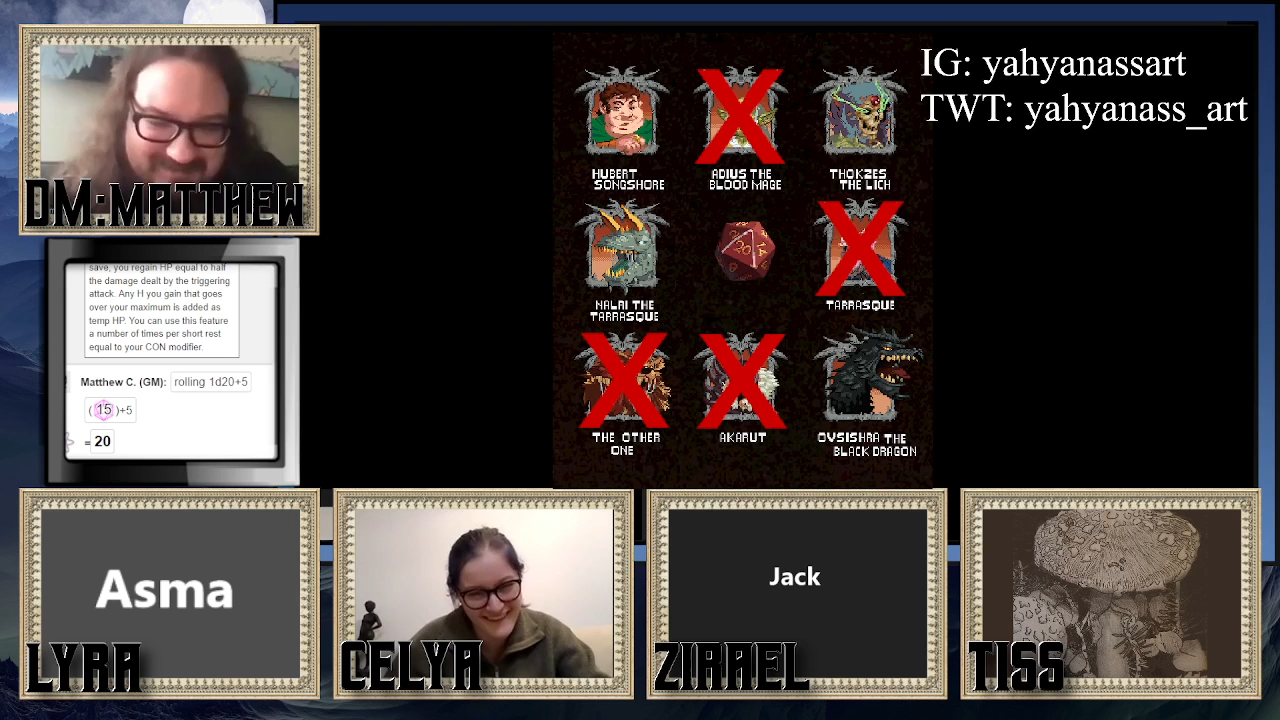 IG: yahyanassart
TWT: yahyanass_art
DM:MATTHEW
HUBERT
SONGSHORE
ADIUS THE
BLOOD MAGE
THOKZES
THE LICH
NALRI THE
TARRASQUE
20
TARRASQUE
THE OTHER
ONE
AKARUT
OVSISHRA THE
BLACK DRAGON
save, you regain HP equal to half
the damage dealt by the triggering
attack. Any H you gain that goes
over your maximum is added as
temp HP. You can use this feature
a number of times per short rest
equal to your CON modifier.
Matthew C. (GM): rolling 1d20+5
(15)+5
=20
Asma
LYRA
CELYA
Jack
ZIRAEL
TISS